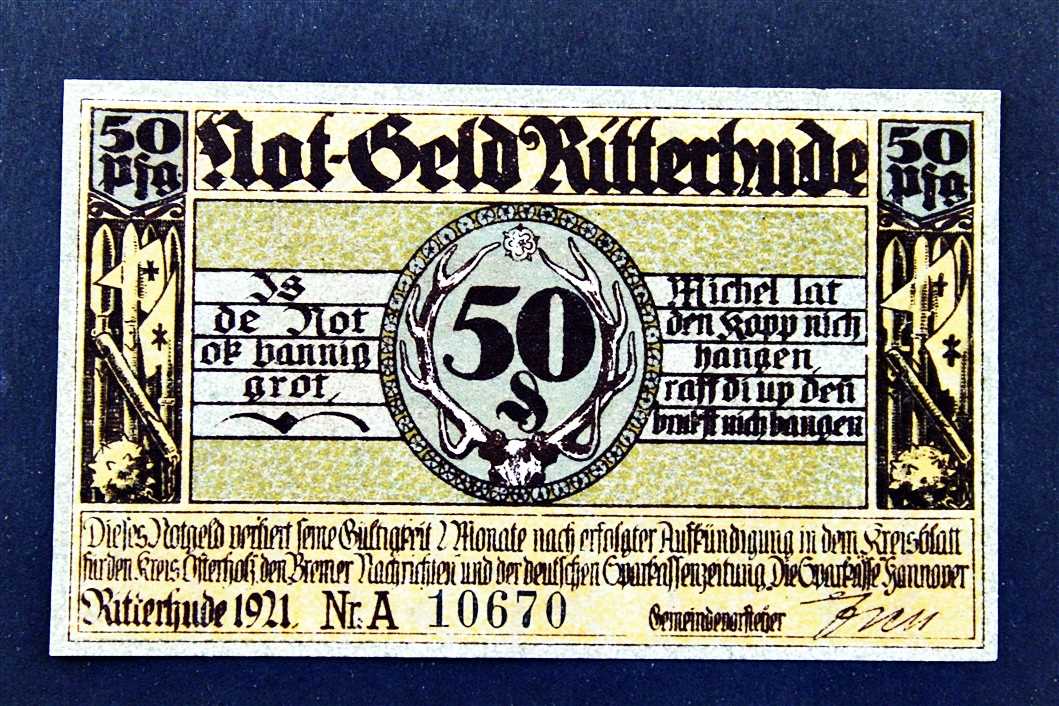 50 Pfg
Not-Geld Ritterhude
50 Pfg
Is
de Not
ok bannig
grot,
50
₰
Michel lat
den Kopp nich
hangen,
raff di up den
brukst nich bangen
Dieses Notgeld verliert seine Gültigkeit 2 Monate nach erfolgter Aufkündigung in dem Kreisblatt
für den Kreis Osterholz, den Bremer Nachrichten und der deutschen Sparkassenzeitung. Die Sparkasse Hannover
Ritterhude 1921. Nr. A 10670 Gemeindevorsteher